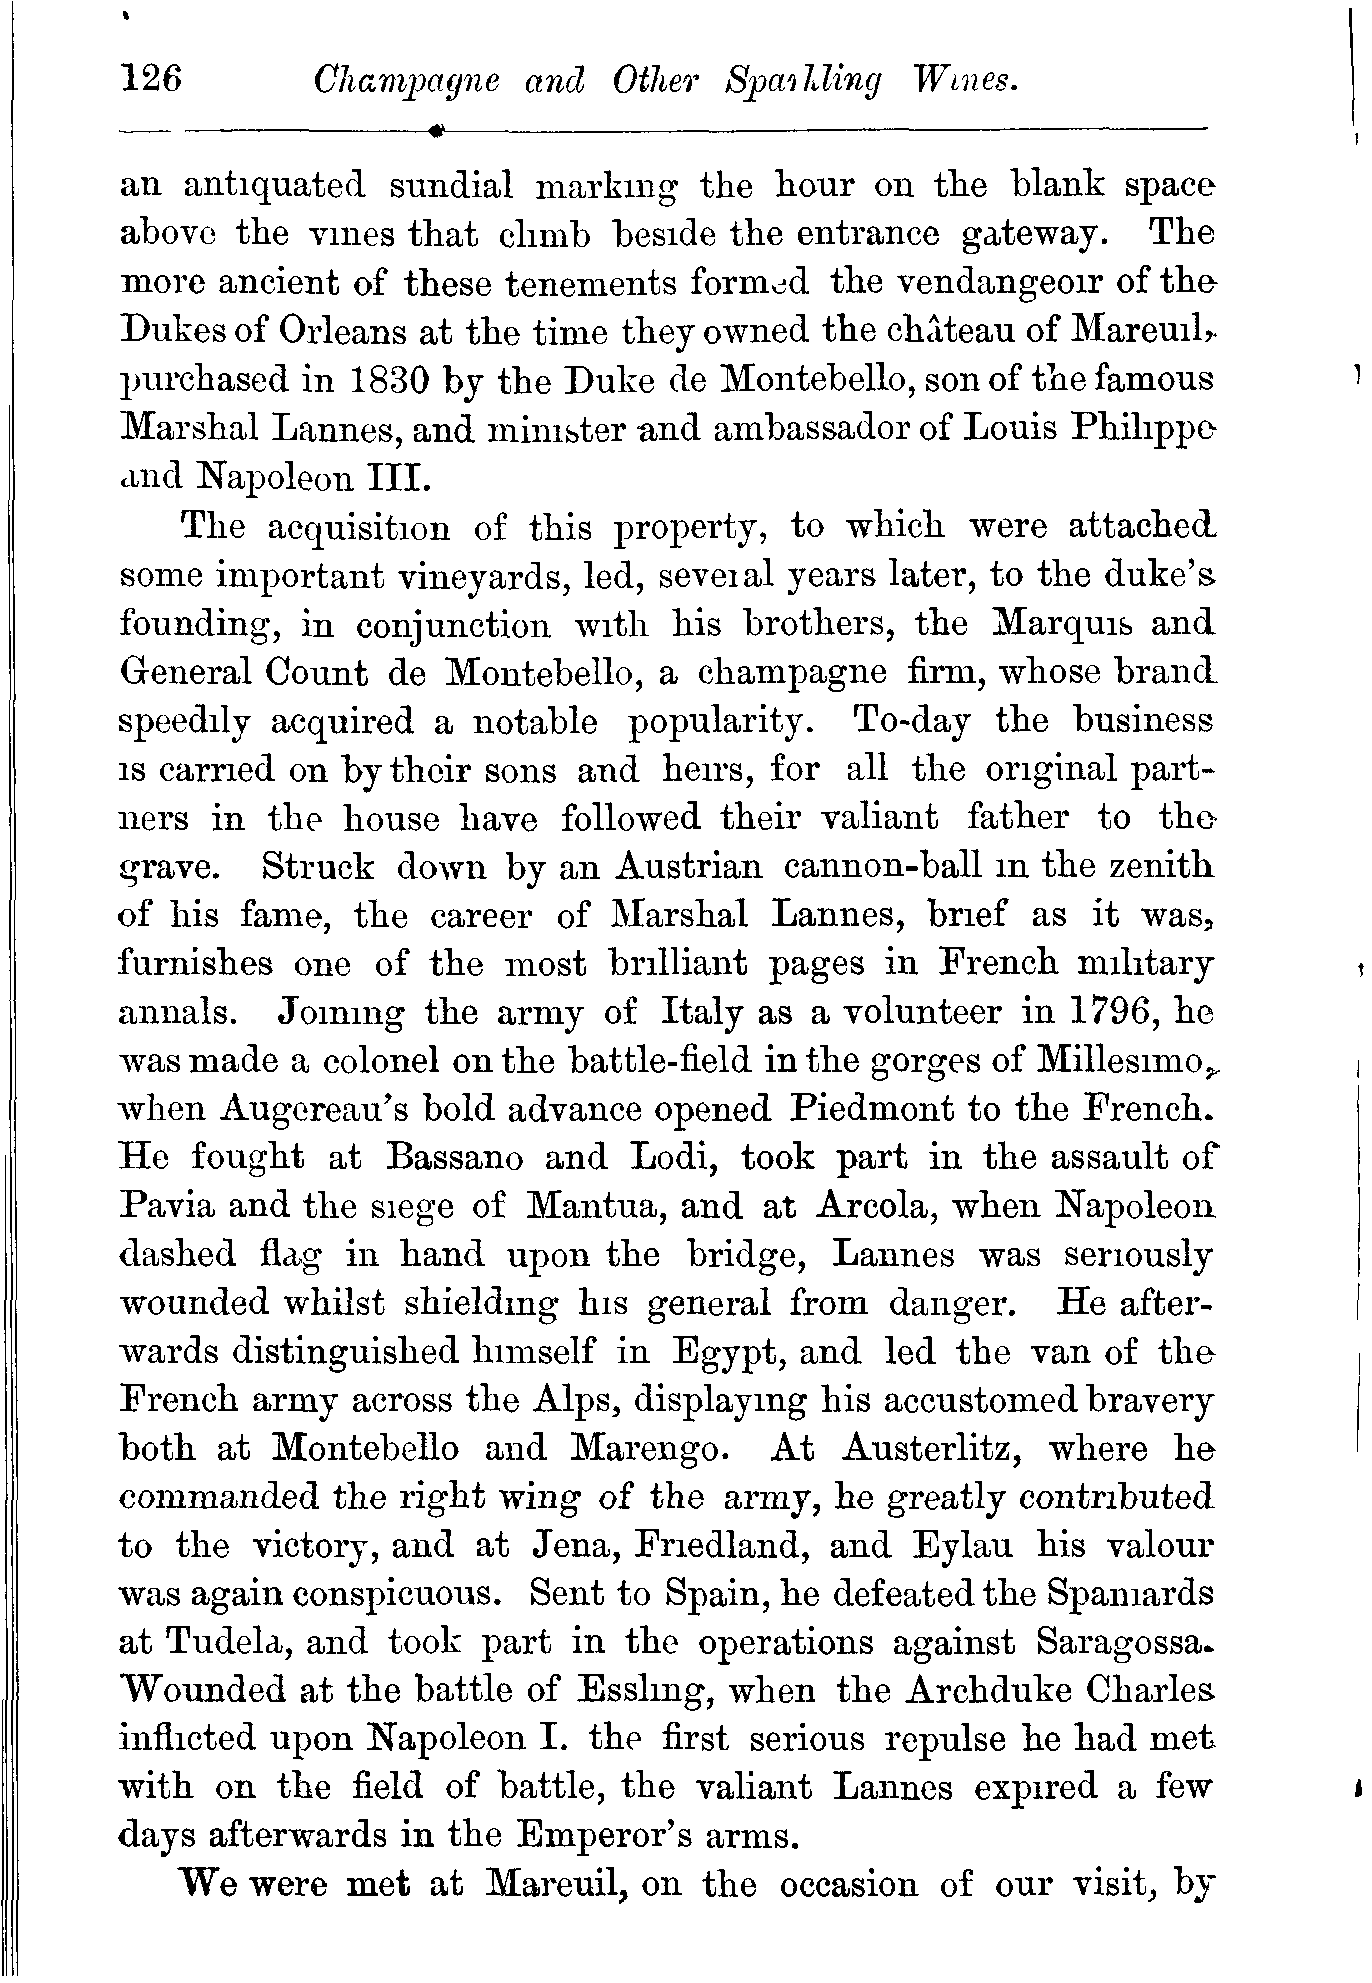 126 Champagne and Other Sparkling Wines.
an antiquated sundial marking the hour on the blank space
above the vines that climb beside the entrance gateway. The
more ancient of these tenements formed the vendangeoir of the
Dukes of Orleans at the time they owned the château of Mareuil,
purchased in 1830 by the Duke de Montebello, son of the famous
Marshal Lannes, and minister and ambassador of Louis Philippe
and Napoleon III.
The acquisition of this property, to which were attached
some important vineyards, led, several years later, to the duke's
founding, in conjunction with his brothers, the Marquis and
General Count de Montebello, a champagne firm, whose brand
speedily acquired a notable popularity. To-day the business
is carried on by their sons and heirs, for all the original part-
ners in the house have followed their valiant father to the
grave. Struck down by an Austrian cannon-ball in the zenith
of his fame, the career of Marshal Lannes, brief as it was,
furnishes one of the most brilliant pages in French military
annals. Joining the army of Italy as a volunteer in 1796, he
was made a colonel on the battle-field in the gorges of Millesimo,
when Augereau's bold advance opened Piedmont to the French.
He fought at Bassano and Lodi, took part in the assault of
Pavia and the siege of Mantua, and at Arcola, when Napoleon
dashed flag in hand upon the bridge, Lannes was seriously
wounded whilst shielding his general from danger. He after-
wards distinguished himself in Egypt, and led the van of the
French army across the Alps, displaying his accustomed bravery
both at Montebello and Marengo. At Austerlitz, where he
commanded the right wing of the army, he greatly contributed
to the victory, and at Jena, Friedland, and Eylau his valour
was again conspicuous. Sent to Spain, he defeated the Spaniards
at Tudela, and took part in the operations against Saragossa.
Wounded at the battle of Essling, when the Archduke Charles
inflicted upon Napoleon I. the first serious repulse he had met
with on the field of battle, the valiant Lannes expired a few
days afterwards in the Emperor's arms.
We were met at Mareuil, on the occasion of our visit, by